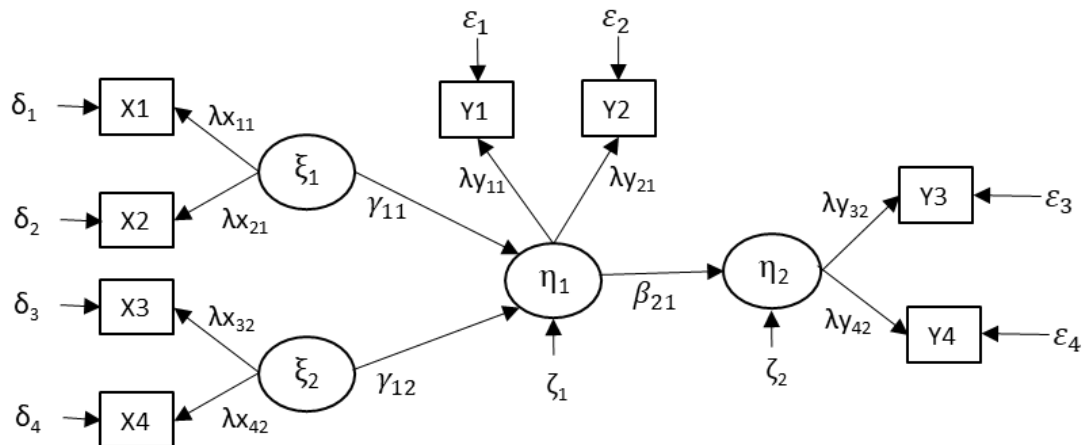 ε₁
ε₂
δ₁
X1
λx₁₁
Y1
Y2
ξ₁
λy₁₁
λy₂₁
δ₂
X2
λx₂₁
γ₁₁
λy₃₂
Y3
ε₃
η₁
η₂
δ₃
X3
λx₃₂
β₂₁
λy₄₂
Y4
ε₄
ξ₂
γ₁₂
ζ₁
ζ₂
δ₄
X4
λx₄₂